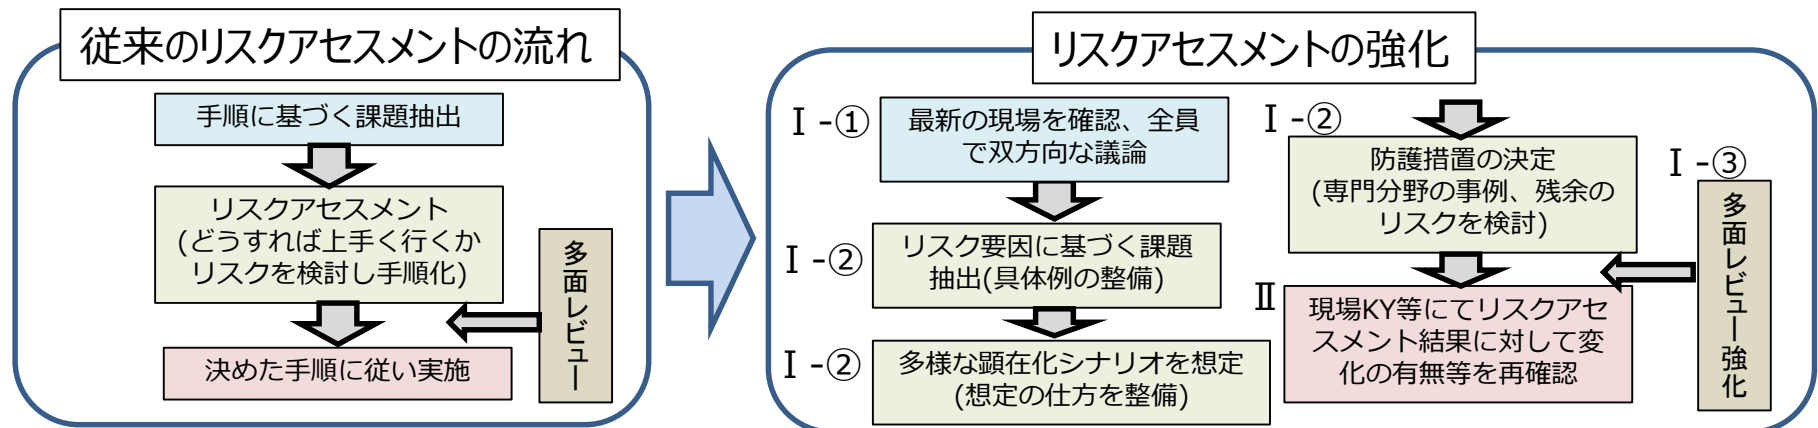 従来のリスクアセスメントの流れ
手順に基づく課題抽出
リスクアセスメント
(どうすれば上手く行くか
リスクを検討し手順化)
多面レビュー
決めた手順に従い実施
リスクアセスメントの強化
Ⅰ-①
最新の現場を確認、全員
で双方向な議論
Ⅰ-②
リスク要因に基づく課題
抽出(具体例の整備)
Ⅰ-②
多様な顕在化シナリオを想定
(想定の仕方を整備)
Ⅰ-②
防護措置の決定
(専門分野の事例、残余の
リスクを検討)
Ⅰ-③
多面レビュー強化
Ⅱ
現場KY等にてリスクアセ
スメント結果に対して変
化の有無等を再確認